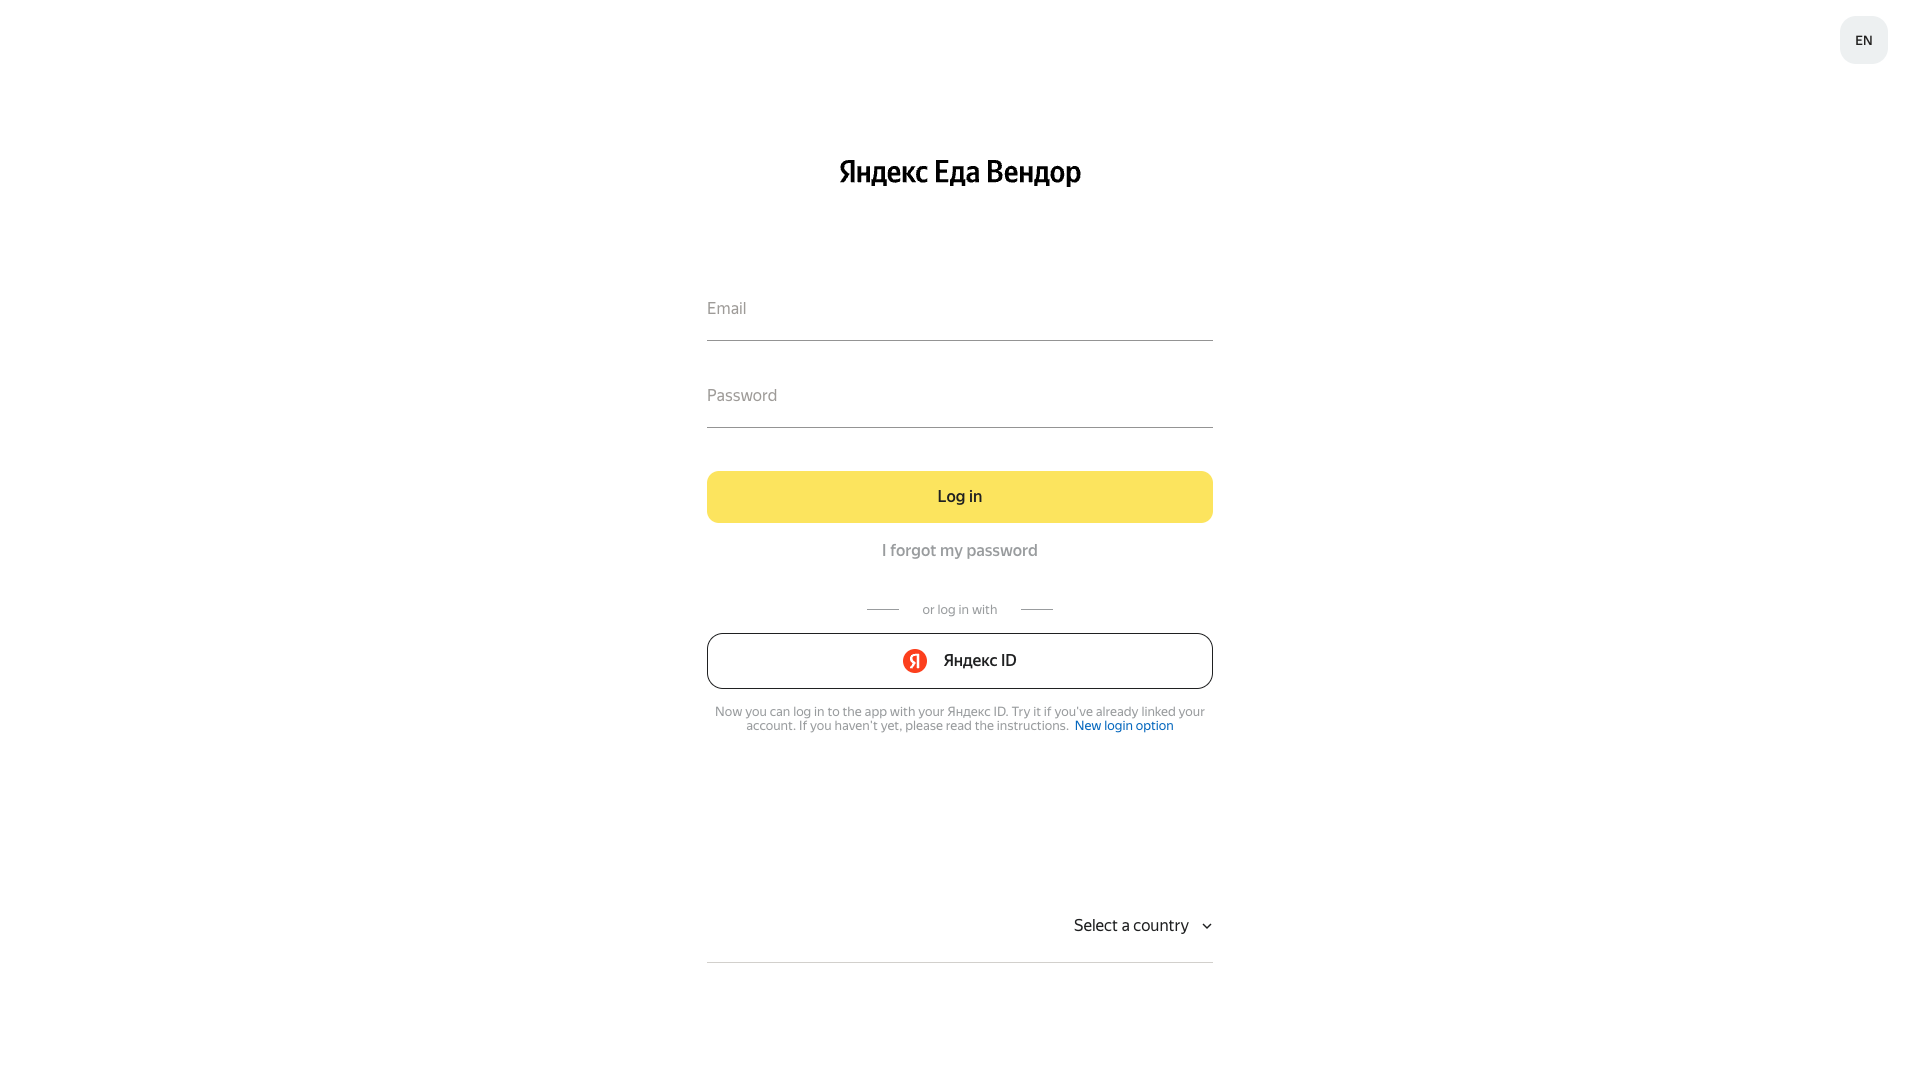 EN
Яндекс Еда Вендор
Email
Password
Log in
I forgot my password
or log in with
Я Яндекс ID
Now you can log in to the app with your Яндекс ID. Try it if you've already linked your
account. If you haven't yet, please read the instructions. New login option
Select a country